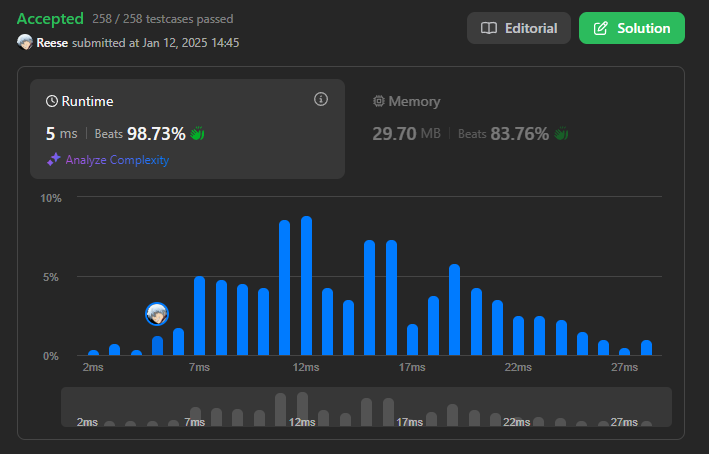 Accepted 258 / 258 testcases passed
Reese submitted at Jan 12, 2025 14:45
Editorial
Solution
Runtime
5 ms | Beats 98.73%
Analyze Complexity
Memory
29.70 MB | Beats 83.76%
10%
5%
0%
2ms 7ms 12ms 17ms 22ms 27ms
2ms 7ms 12ms 17ms 22ms 27ms